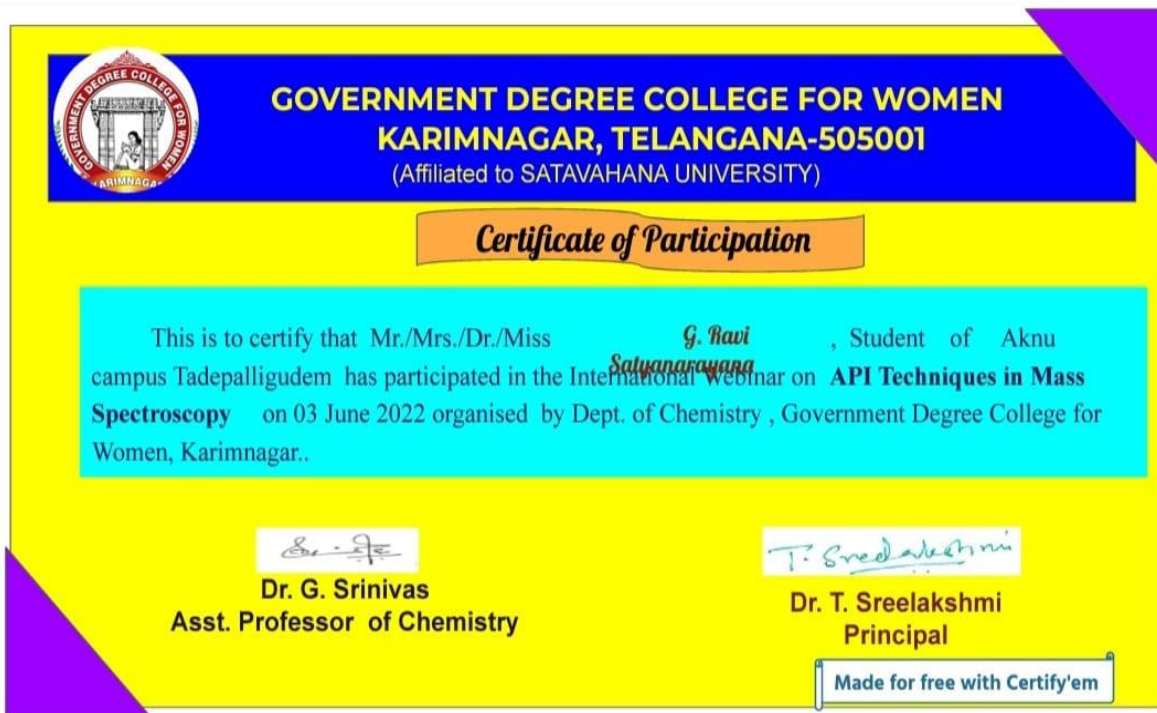 GOVERNMENT DEGREE COLLEGE FOR WOMEN
KARIMNAGAR
GOVERNMENT DEGREE COLLEGE FOR WOMEN
KARIMNAGAR, TELANGANA-505001
(Affiliated to SATAVAHANA UNIVERSITY)
Certificate of Participation
This is to certify that Mr./Mrs./Dr./Miss G. Ravi , Student of Aknu
Satyanarayana
campus Tadepalligudem has participated in the International Webinar on API Techniques in Mass
Spectroscopy on 03 June 2022 organised by Dept. of Chemistry , Government Degree College for
Women, Karimnagar..
T. Sreelakshmi
Dr. G. Srinivas
Asst. Professor of Chemistry
Dr. T. Sreelakshmi
Principal
Made for free with Certify'em